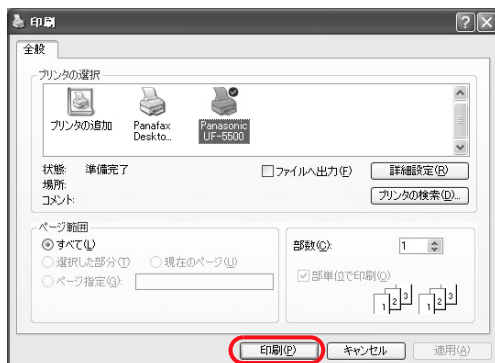 印刷
全般
プリンタの選択
プリンタの追加
Panafax Deskto...
Panasonic UF-5500
状態: 準備完了
場所:
コメント:
ファイルへ出力(F)
詳細設定(R)
プリンタの検索(D)...
ページ範囲
すべて(L)
選択した部分(T) 現在のページ(U)
ページ指定(G):
部数(C): 1
部単位で印刷(O)
1 2 3 1 2 3
印刷(P) キャンセル 適用(A)